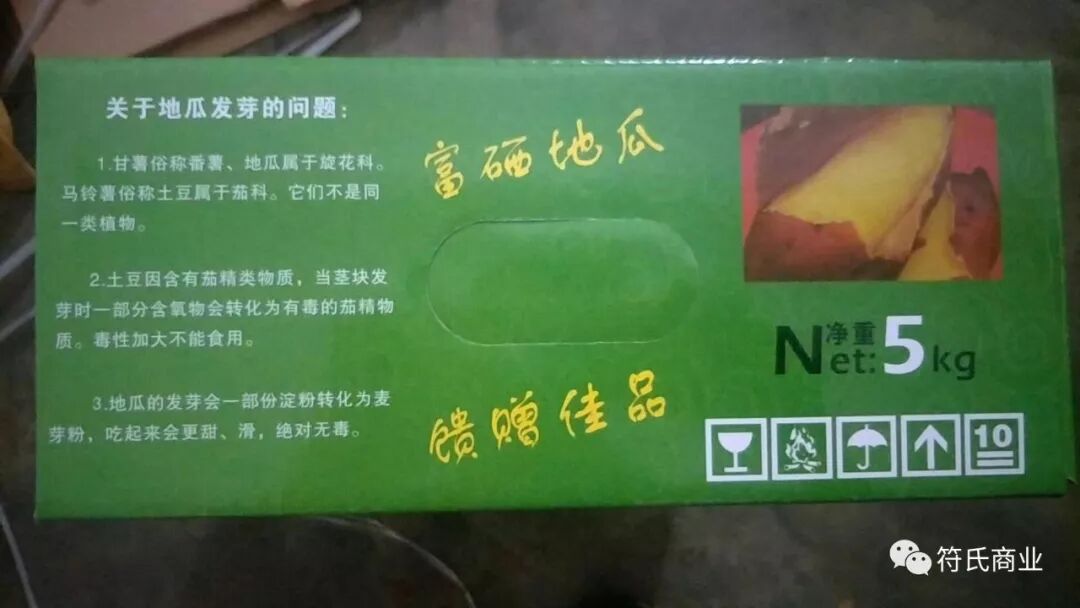 关于地瓜发芽的问题：
1.甘薯俗称番薯、地瓜属于旋花科。
马铃薯俗称土豆属于茄科。它们不是同
一类植物。
2.土豆因含有茄精类物质，当茎块发
芽时一部分含氧物会转化为有毒的茄精物
质。毒性加大不能食用。
3.地瓜的发芽会一部份淀粉转化为麦
芽粉，吃起来会更甜、滑，绝对无毒。
富硒地瓜
馈赠佳品
净重
Net: 5kg
10
符氏商业